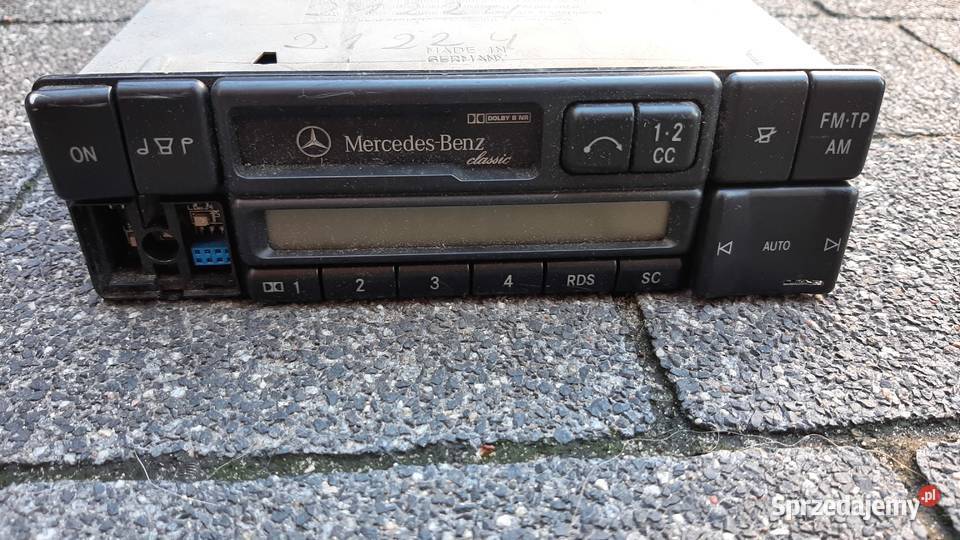 21224
21224
MADE IN
GERMANY
ON
Mercedes-Benz
classic
DOLBY B NR
1·2
CC
FM·TP
AM
AUTO
1 2 3 4 RDS SC
Sprzedajemy.pl